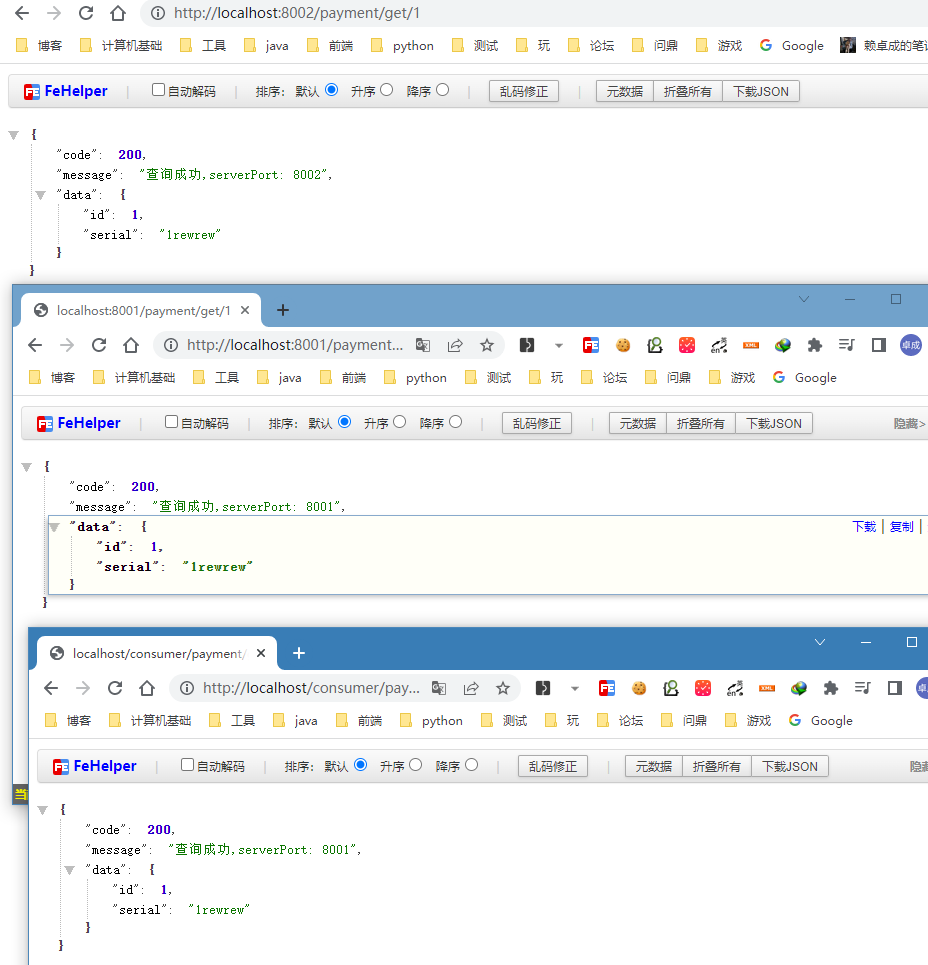 http://localhost:8002/payment/get/1
博客 计算机基础 工具 java 前端 python 测试 玩 论坛 问鼎 游戏 Google 赖卓成的笔记
FeHelper 自动解码 排序: 默认 升序 降序 乱码修正 元数据 折叠所有 下载JSON
{
"code": 200,
"message": "查询成功,serverPort: 8002",
"data": {
"id": 1,
"serial": "1rewrew"
}
}
localhost:8001/payment/get/1
http://localhost:8001/payment... 卓成
博客 计算机基础 工具 java 前端 python 测试 玩 论坛 问鼎 游戏 Google
FeHelper 自动解码 排序: 默认 升序 降序 乱码修正 元数据 折叠所有 下载JSON 隐藏>
{
"code": 200,
"message": "查询成功,serverPort: 8001",
"data": { 下载 | 复制 |
"id": 1,
"serial": "1rewrew"
}
}
localhost/consumer/payment/
http://localhost/consumer/pay... 卓
博客 计算机基础 工具 java 前端 python 测试 玩 论坛 问鼎 游戏 Google
FeHelper 自动解码 排序: 默认 升序 降序 乱码修正 元数据 折叠所有 下载JSON 隐藏
当
{
"code": 200,
"message": "查询成功,serverPort: 8001",
"data": {
"id": 1,
"serial": "1rewrew"
}
}